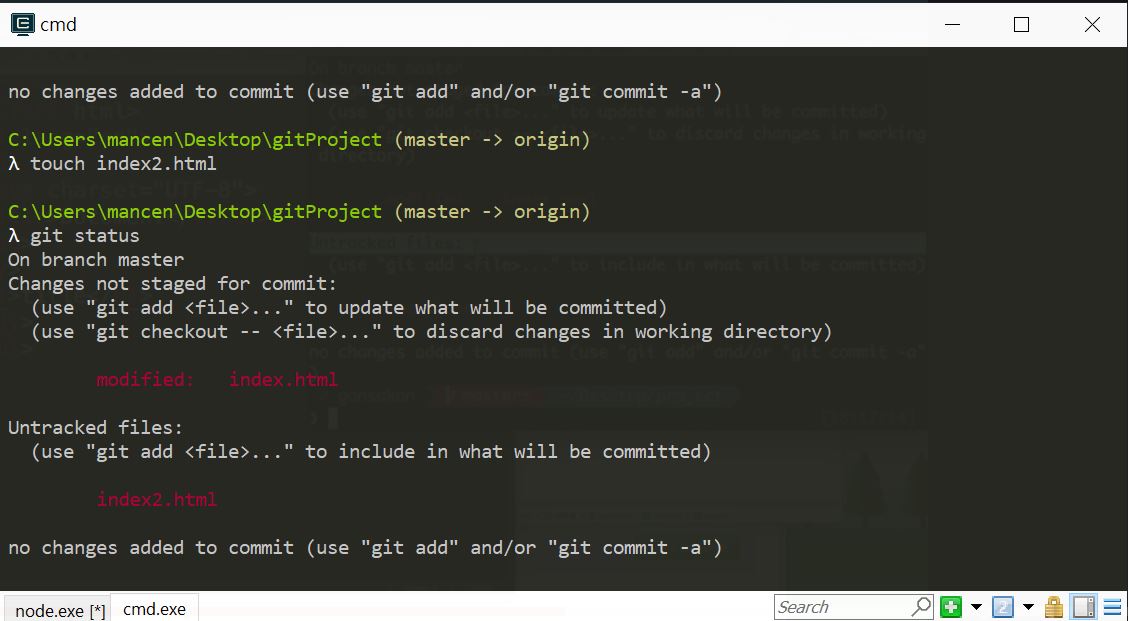 cmd
no changes added to commit (use "git add" and/or "git commit -a")
C:\Users\mancen\Desktop\gitProject (master -> origin)
λ touch index2.html
C:\Users\mancen\Desktop\gitProject (master -> origin)
λ git status
On branch master
Changes not staged for commit:
  (use "git add <file>..." to update what will be committed)
  (use "git checkout -- <file>..." to discard changes in working directory)
        modified:   index.html
Untracked files:
  (use "git add <file>..." to include in what will be committed)
        index2.html
no changes added to commit (use "git add" and/or "git commit -a")
node.exe [*] cmd.exe Search 2